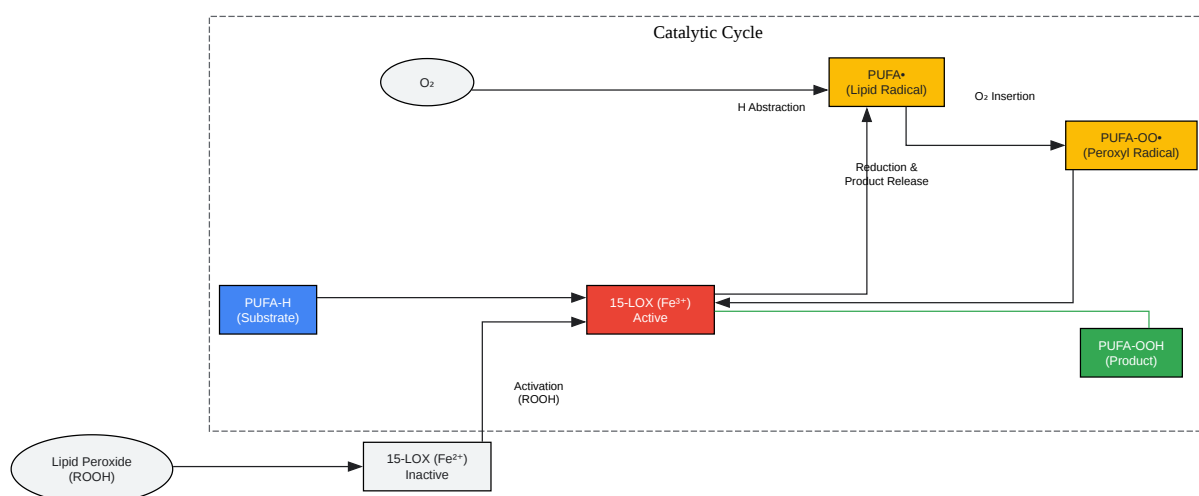 Catalytic Cycle
O₂
PUFA•
(Lipid Radical)
H Abstraction
O₂ Insertion
PUFA-OO•
(Peroxyl Radical)
Reduction &
Product Release
PUFA-H
(Substrate)
15-LOX (Fe³⁺)
Active
PUFA-OOH
(Product)
Activation
(ROOH)
Lipid Peroxide
(ROOH)
15-LOX (Fe²⁺)
Inactive